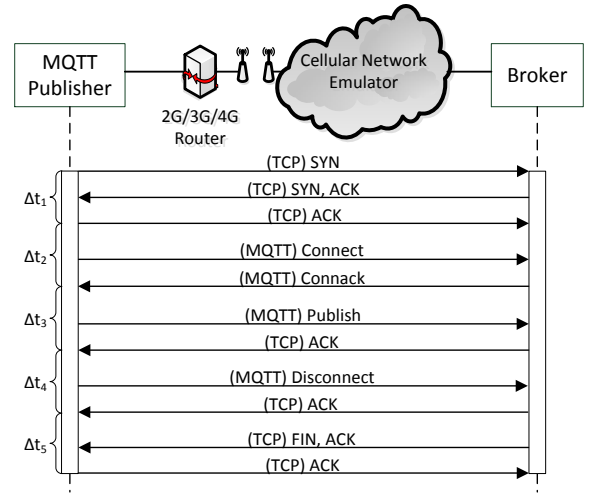 MQTT
Publisher
2G/3G/4G
Router
Cellular Network
Emulator
Broker
(TCP) SYN
(TCP) SYN, ACK
Δt₁
(TCP) ACK
(MQTT) Connect
Δt₂
(MQTT) Connack
(MQTT) Publish
Δt₃
(TCP) ACK
(MQTT) Disconnect
Δt₄
(TCP) ACK
(TCP) FIN, ACK
Δt₅
(TCP) ACK